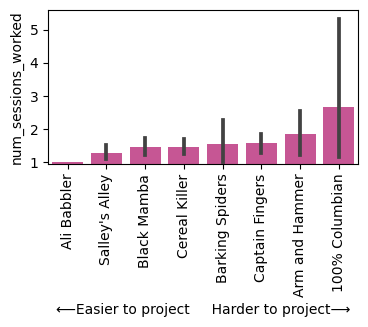 num_sessions_worked
5
4
3
2
1
Ali Babbler
Salley's Alley
Black Mamba
Cereal Killer
Barking Spiders
Captain Fingers
Arm and Hammer
100% Columbian
⟵Easier to project Harder to project⟶